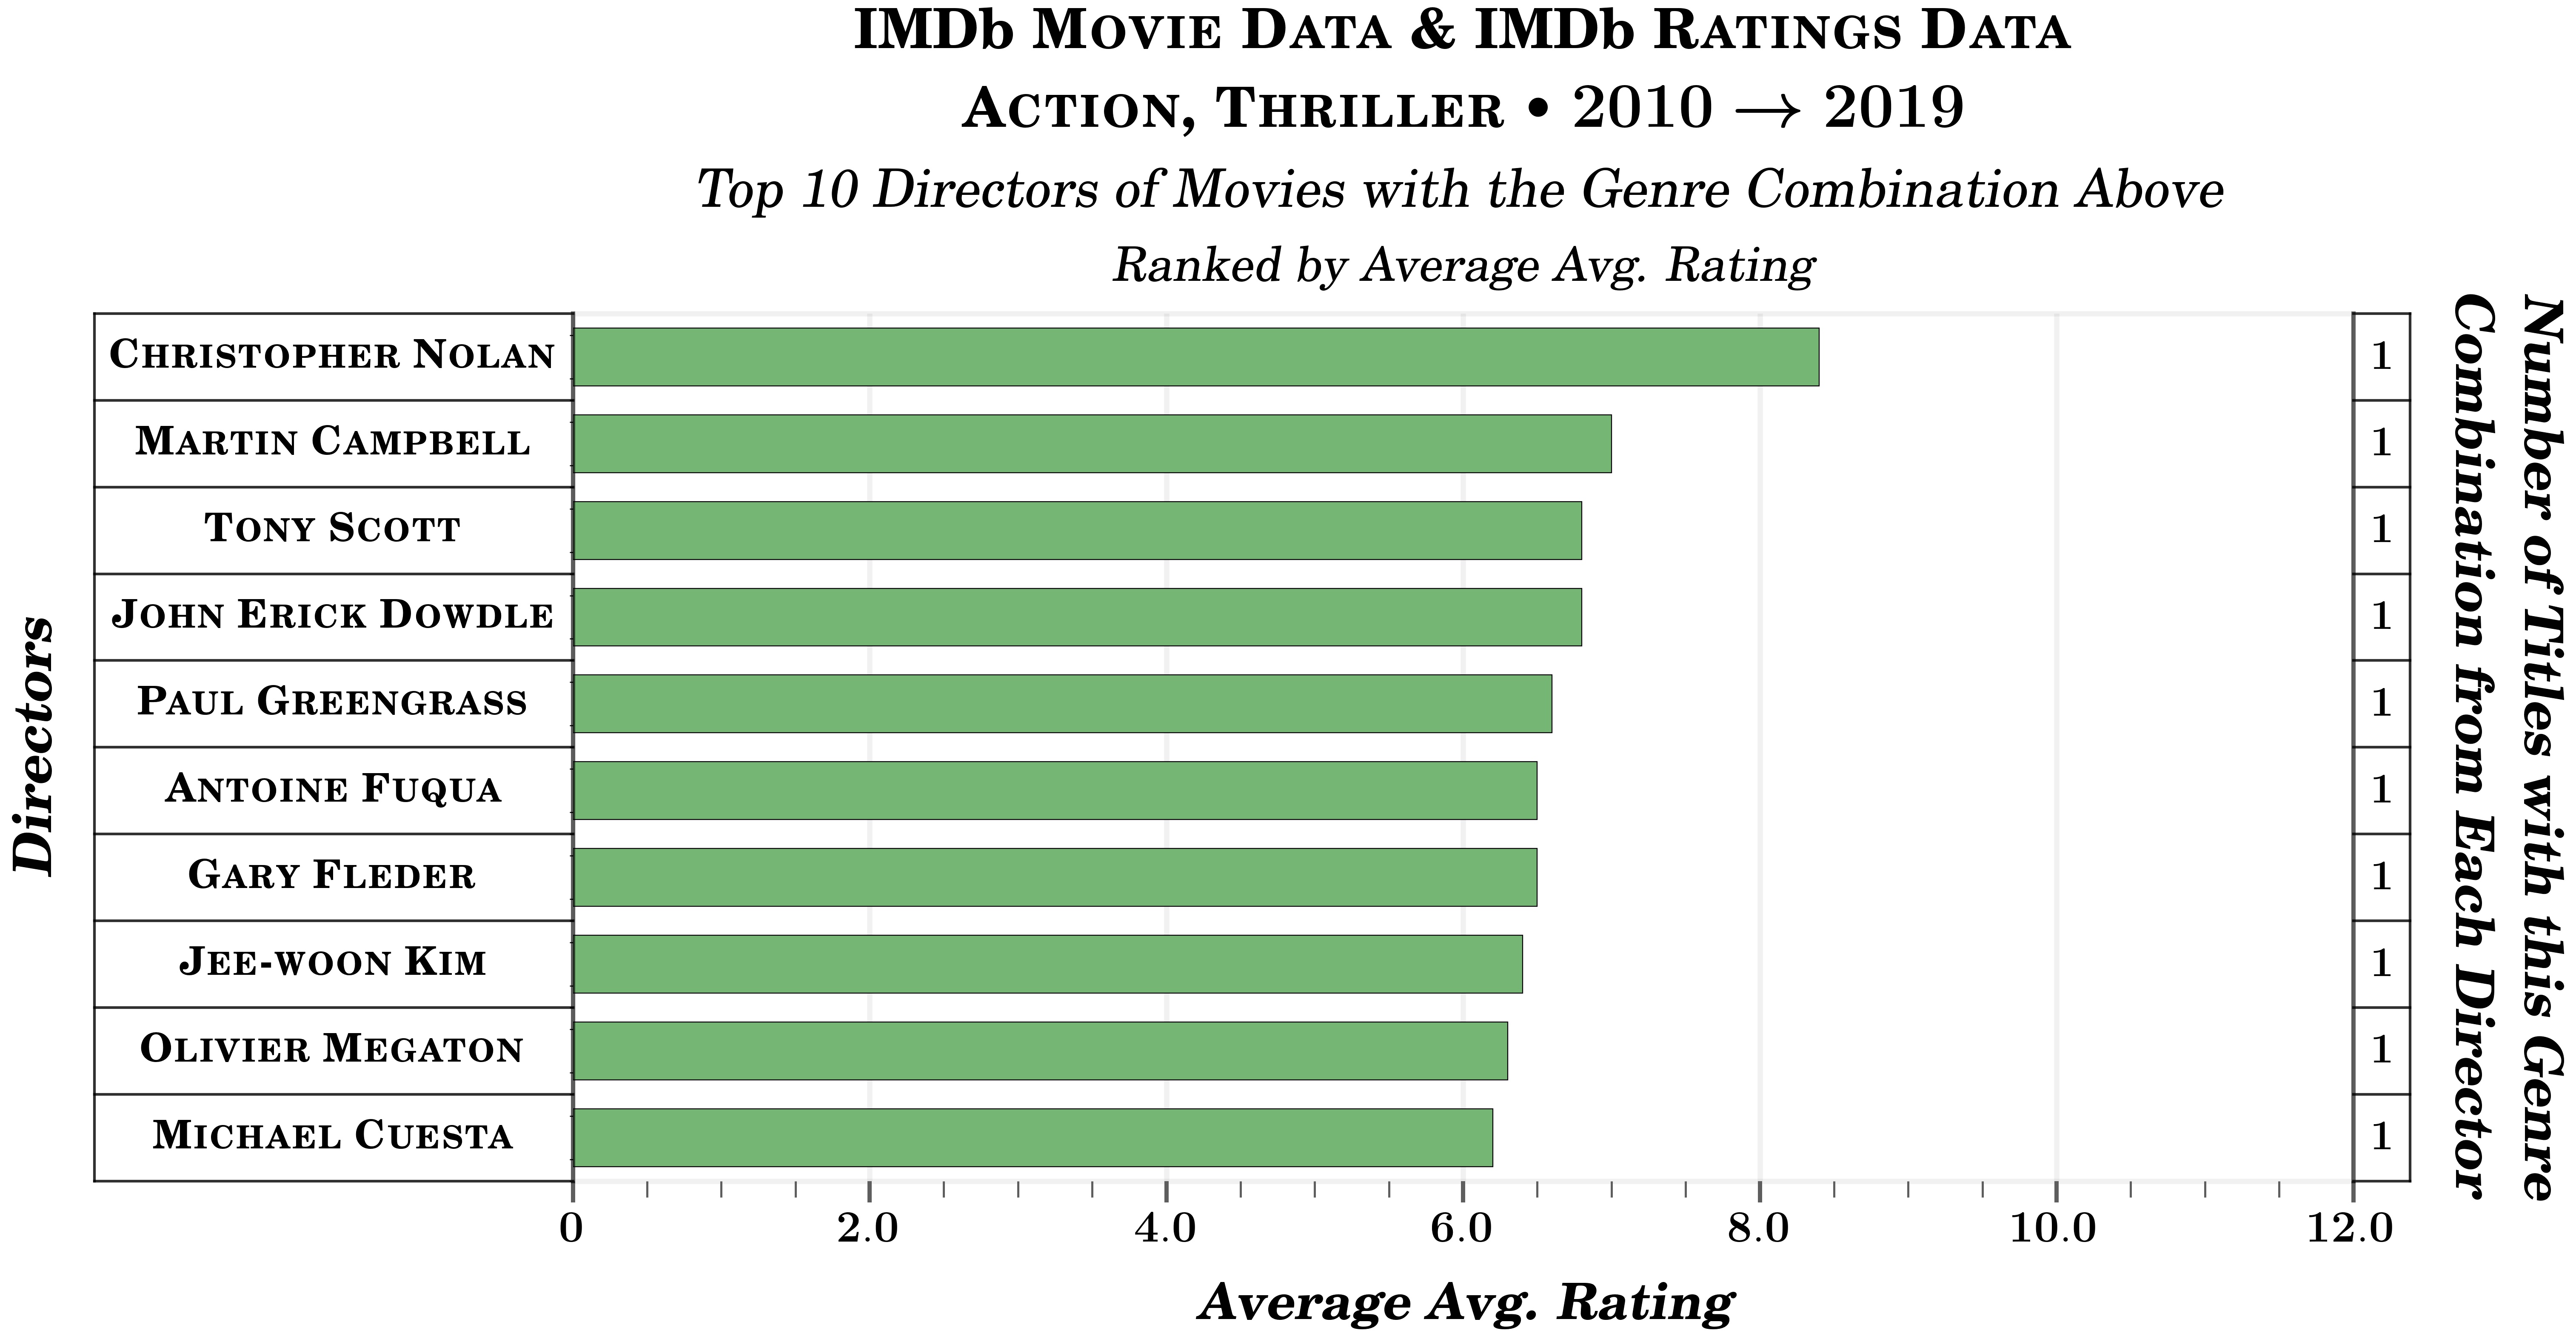 IMDb Movie Data & IMDb Ratings Data
Action, Thriller • 2010 → 2019
Top 10 Directors of Movies with the Genre Combination Above
Ranked by Average Avg. Rating
Directors
Christopher Nolan 1
Martin Campbell 1
Tony Scott 1
John Erick Dowdle 1
Paul Greengrass 1
Antoine Fuqua 1
Gary Fleder 1
Jee-woon Kim 1
Olivier Megaton 1
Michael Cuesta 1
Number of Titles with this Genre
Combination from Each Director
0 2.0 4.0 6.0 8.0 10.0 12.0
Average Avg. Rating